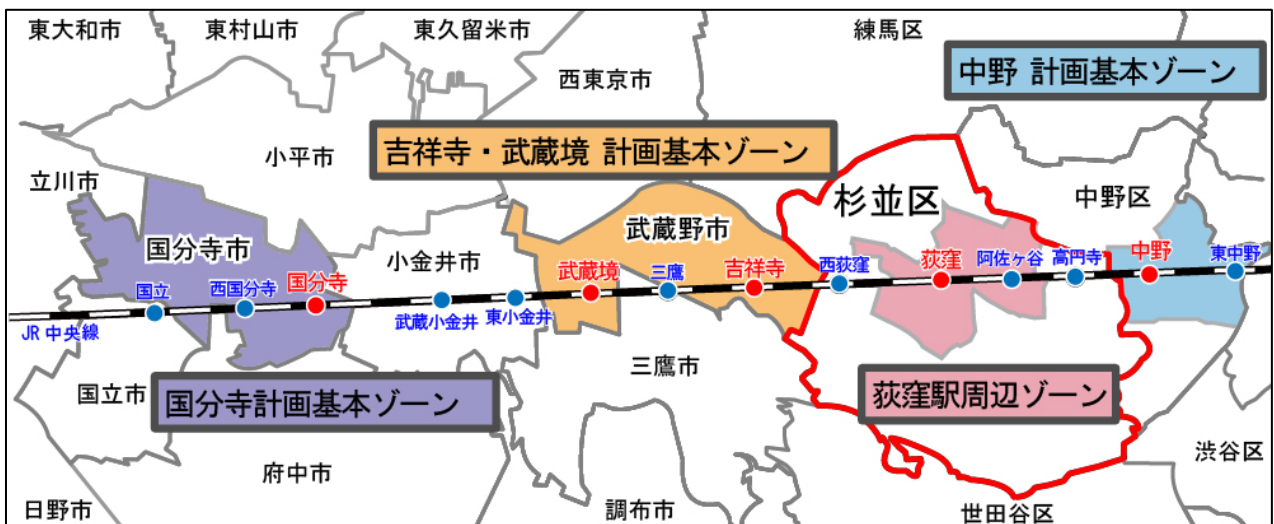 東大和市
東村山市
東久留米市
練馬区
西東京市
中野 計画基本ゾーン
吉祥寺・武蔵境 計画基本ゾーン
小平市
立川市
杉並区
中野区
武蔵野市
国分寺市
小金井市
武蔵境
三鷹
吉祥寺
西荻窪
荻窪
阿佐ヶ谷
高円寺
中野
東中野
国立
西国分寺
国分寺
武蔵小金井
東小金井
JR 中央線
三鷹市
国立市
国分寺計画基本ゾーン
荻窪駅周辺ゾーン
渋谷区
府中市
日野市
調布市
世田谷区